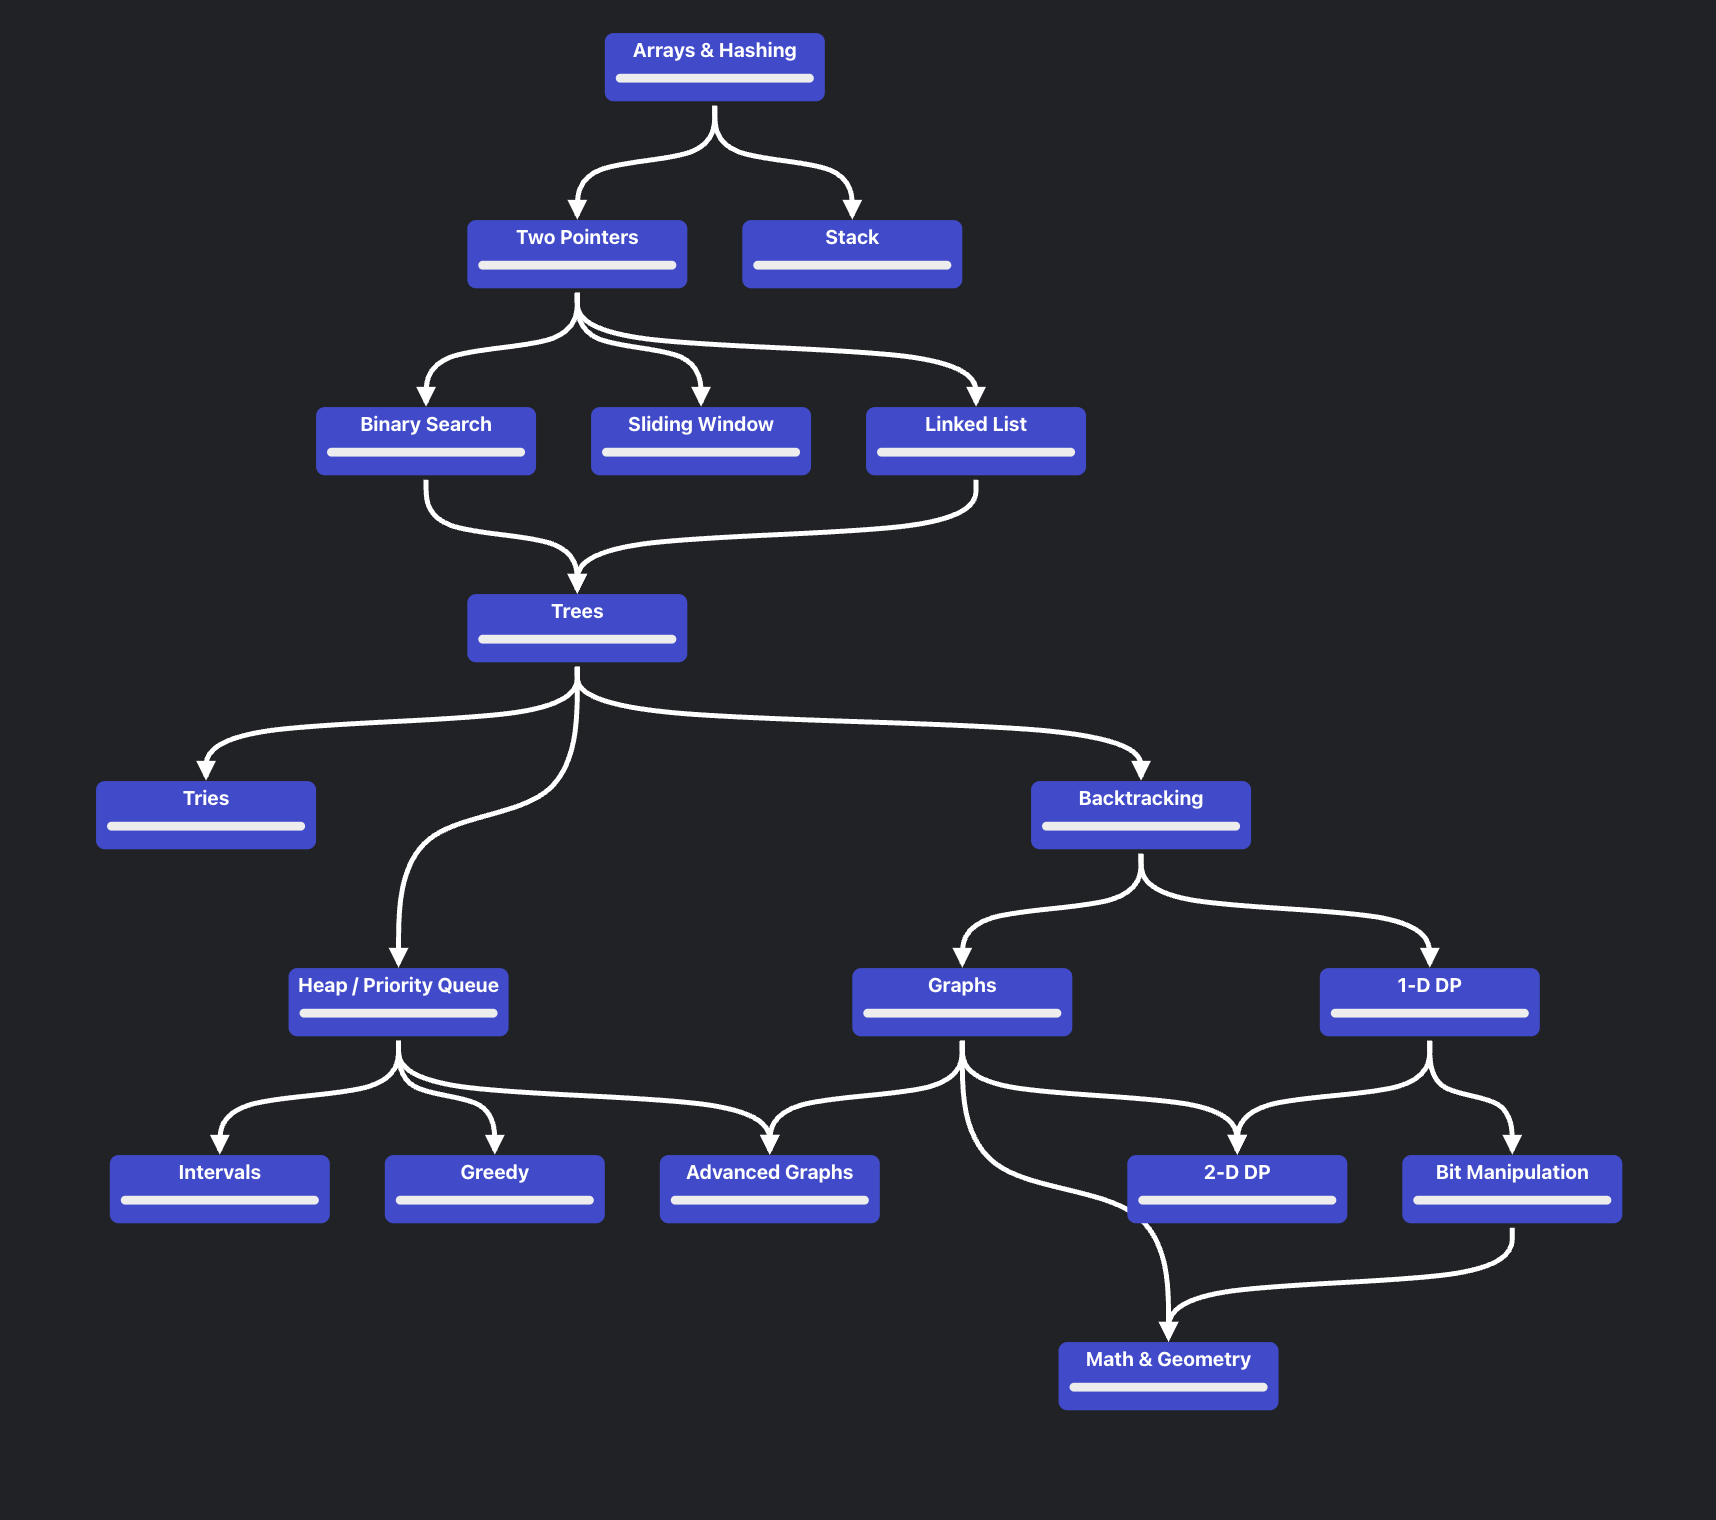 Arrays & Hashing
Two Pointers
Stack
Binary Search
Sliding Window
Linked List
Trees
Tries
Backtracking
Heap / Priority Queue
Graphs
1-D DP
Intervals
Greedy
Advanced Graphs
2-D DP
Bit Manipulation
Math & Geometry